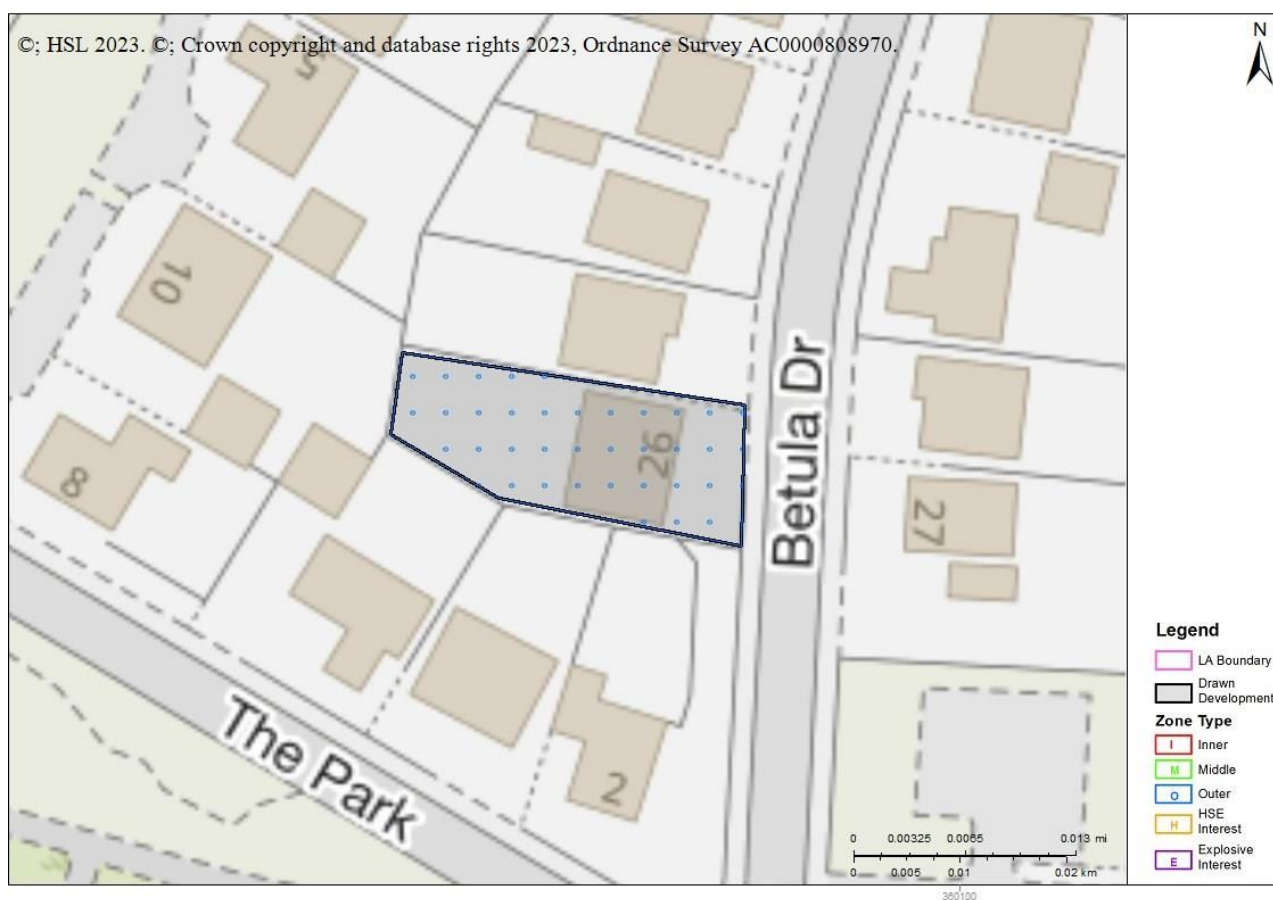 ©; HSL 2023. ©; Crown copyright and database rights 2023, Ordnance Survey AC0000808970.
N
5
10
8
26
27
2
Betula Dr
The Park
Legend
LA Boundary
Drawn
Development
Zone Type
I Inner
M Middle
O Outer
H HSE
Interest
E Explosive
Interest
0 0.00325 0.0065 0.013 mi
0 0.005 0.01 0.02 km
360100